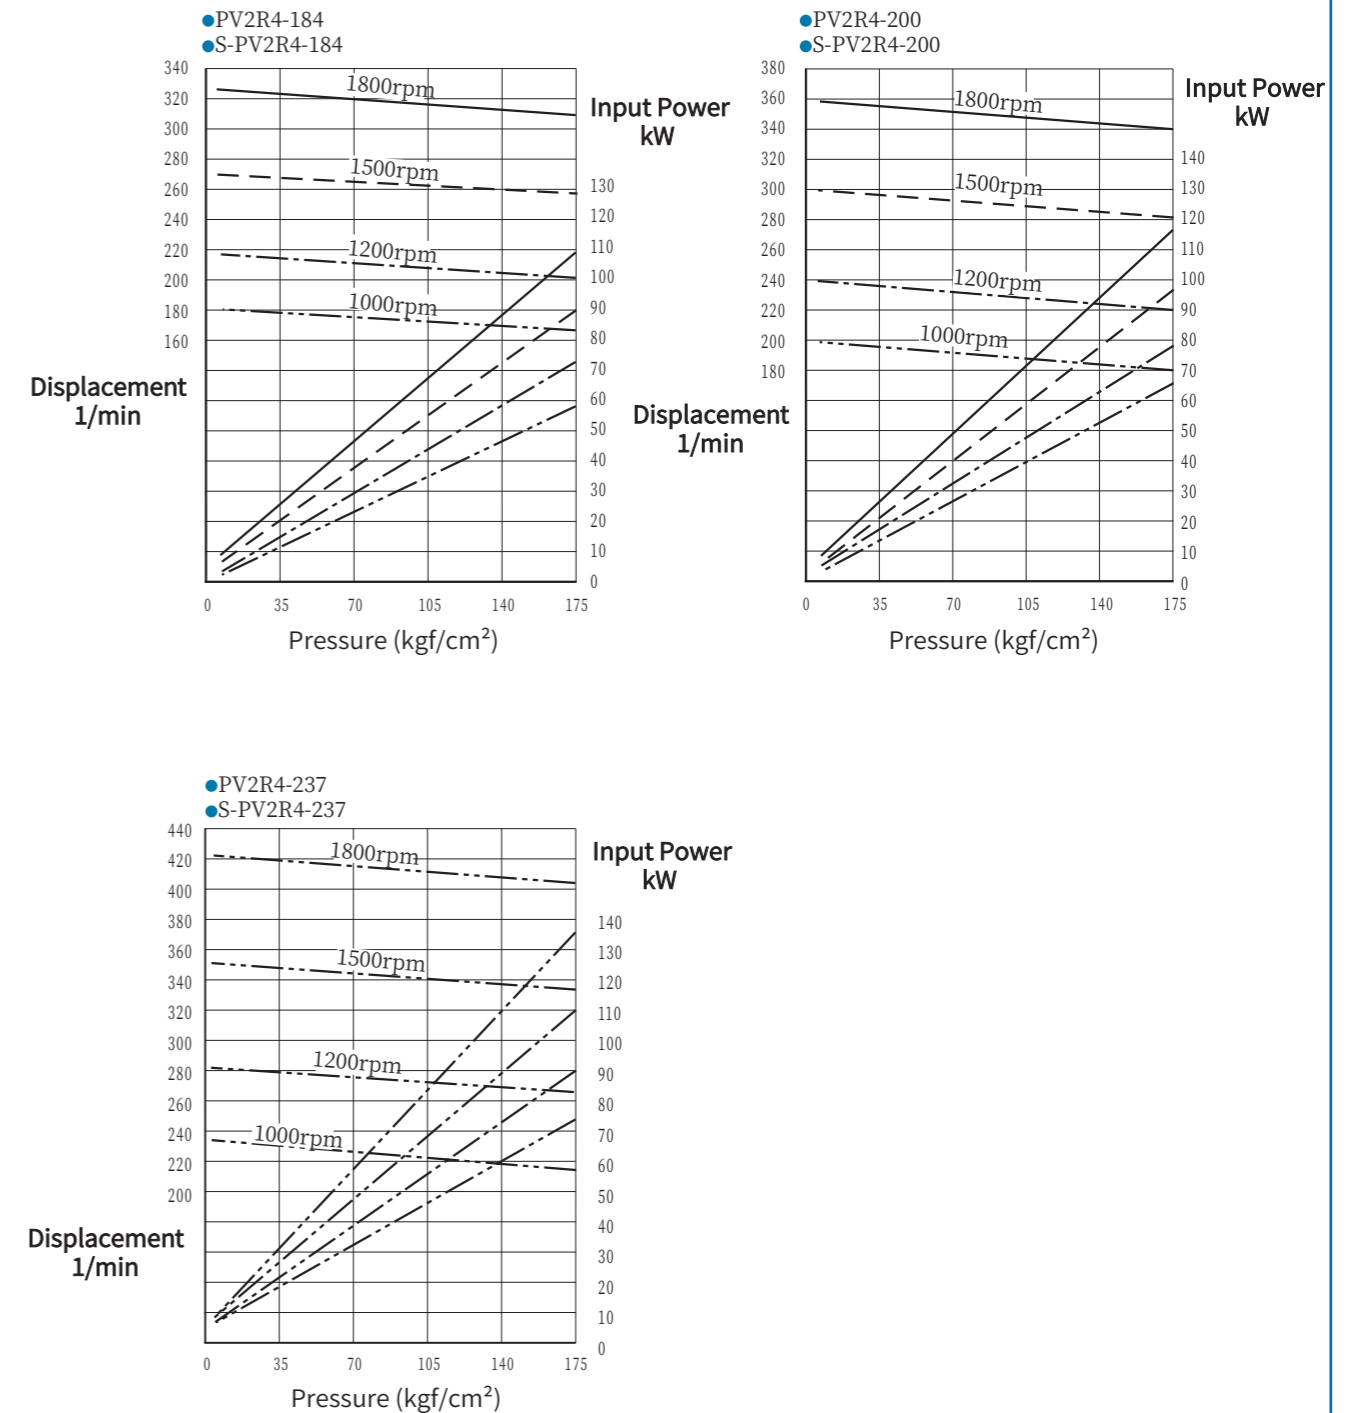 ●PV2R4-184
●S-PV2R4-184
340
320
300
280
260
240
220
200
180
160
Displacement
1/min
1800rpm
1500rpm
1200rpm
1000rpm
Input Power
kW
130
120
110
100
90
80
70
60
50
40
30
20
10
0
0 35 70 105 140 175
Pressure (kgf/cm²)
●PV2R4-200
●S-PV2R4-200
380
360
340
320
300
280
260
240
220
200
180
Displacement
1/min
1800rpm
1500rpm
1200rpm
1000rpm
Input Power
kW
140
130
120
110
100
90
80
70
60
50
40
30
20
10
0
0 35 70 105 140 175
Pressure (kgf/cm²)
●PV2R4-237
●S-PV2R4-237
440
420
400
380
360
340
320
300
280
260
240
220
200
Displacement
1/min
1800rpm
1500rpm
1200rpm
1000rpm
Input Power
kW
140
130
120
110
100
90
80
70
60
50
40
30
20
10
0
0 35 70 105 140 175
Pressure (kgf/cm²)